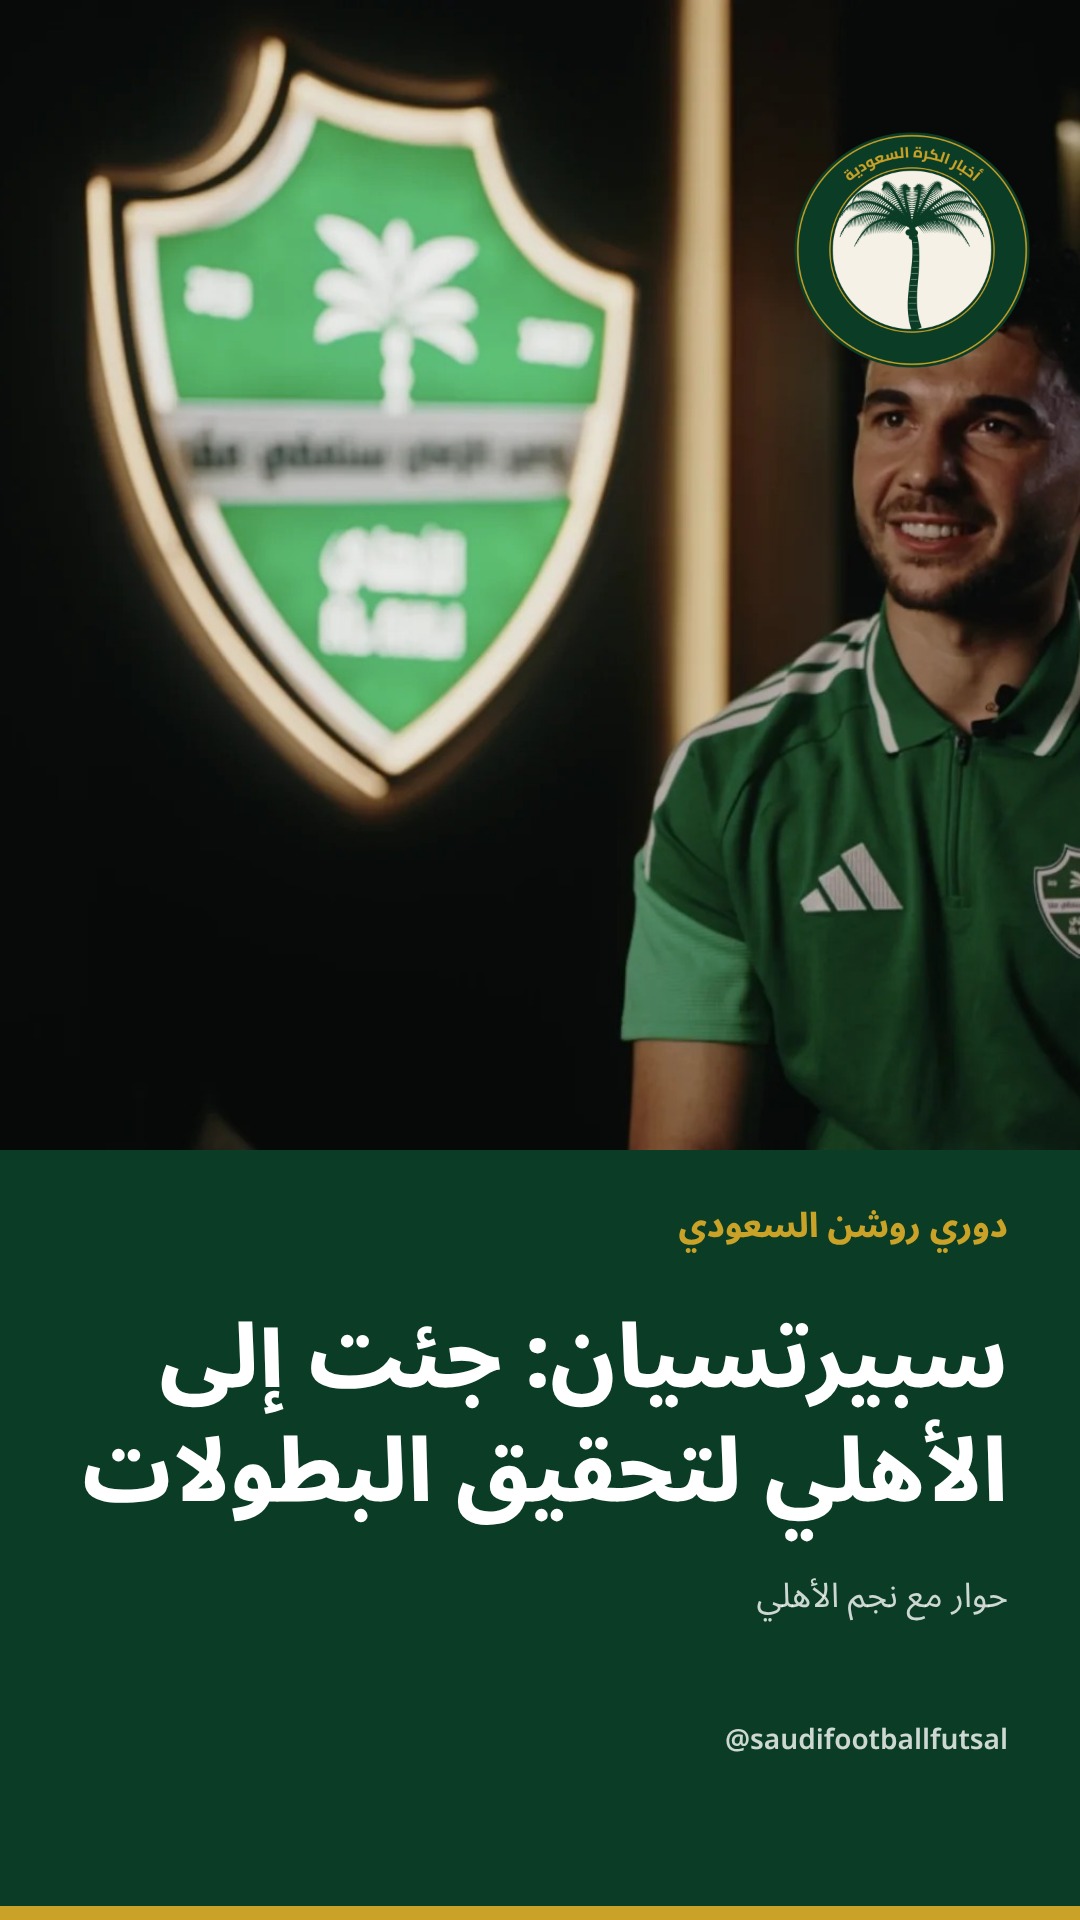 أخبار الكرة السعودية
دوري روشن السعودي
سبيرتسيان: جئت إلى
الأهلي لتحقيق البطولات
حوار مع نجم الأهلي
@saudifootballfutsal